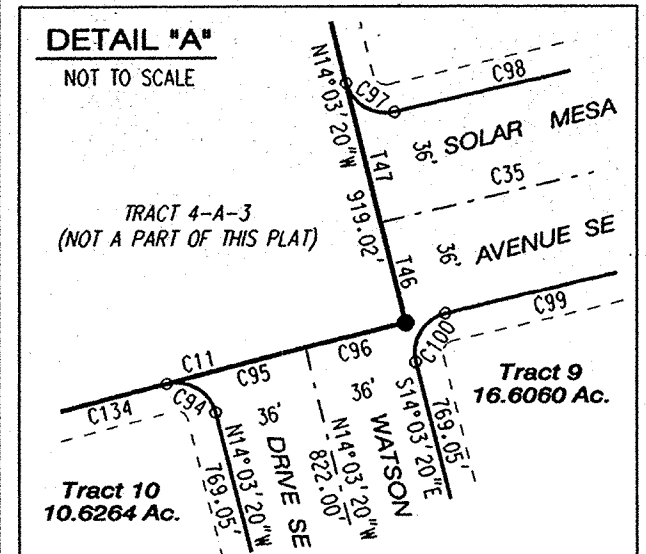 DETAIL "A"
NOT TO SCALE
N14°03'20"W
919.02'
C97
C98
T47
36'
SOLAR MESA
C35
TRACT 4-A-3
(NOT A PART OF THIS PLAT)
T46
36'
AVENUE SE
C99
C100
C11
C95
C96
C134
C94
36'
36'
Tract 9
16.6060 Ac.
N14°03'20"W
769.05'
DRIVE SE
N14°03'20"W
822.00'
WATSON
S14°03'20"E
769.05'
Tract 10
10.6264 Ac.